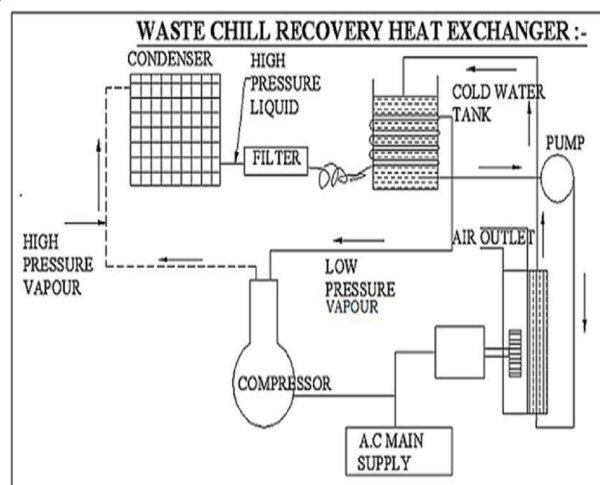 WASTE CHILL RECOVERY HEAT EXCHANGER :-
CONDENSER
HIGH
PRESSURE
LIQUID
COLD WATER
TANK
FILTER
PUMP
HIGH
PRESSURE
VAPOUR
AIR OUTLET
LOW
PRESSURE
VAPOUR
COMPRESSOR
A.C MAIN
SUPPLY